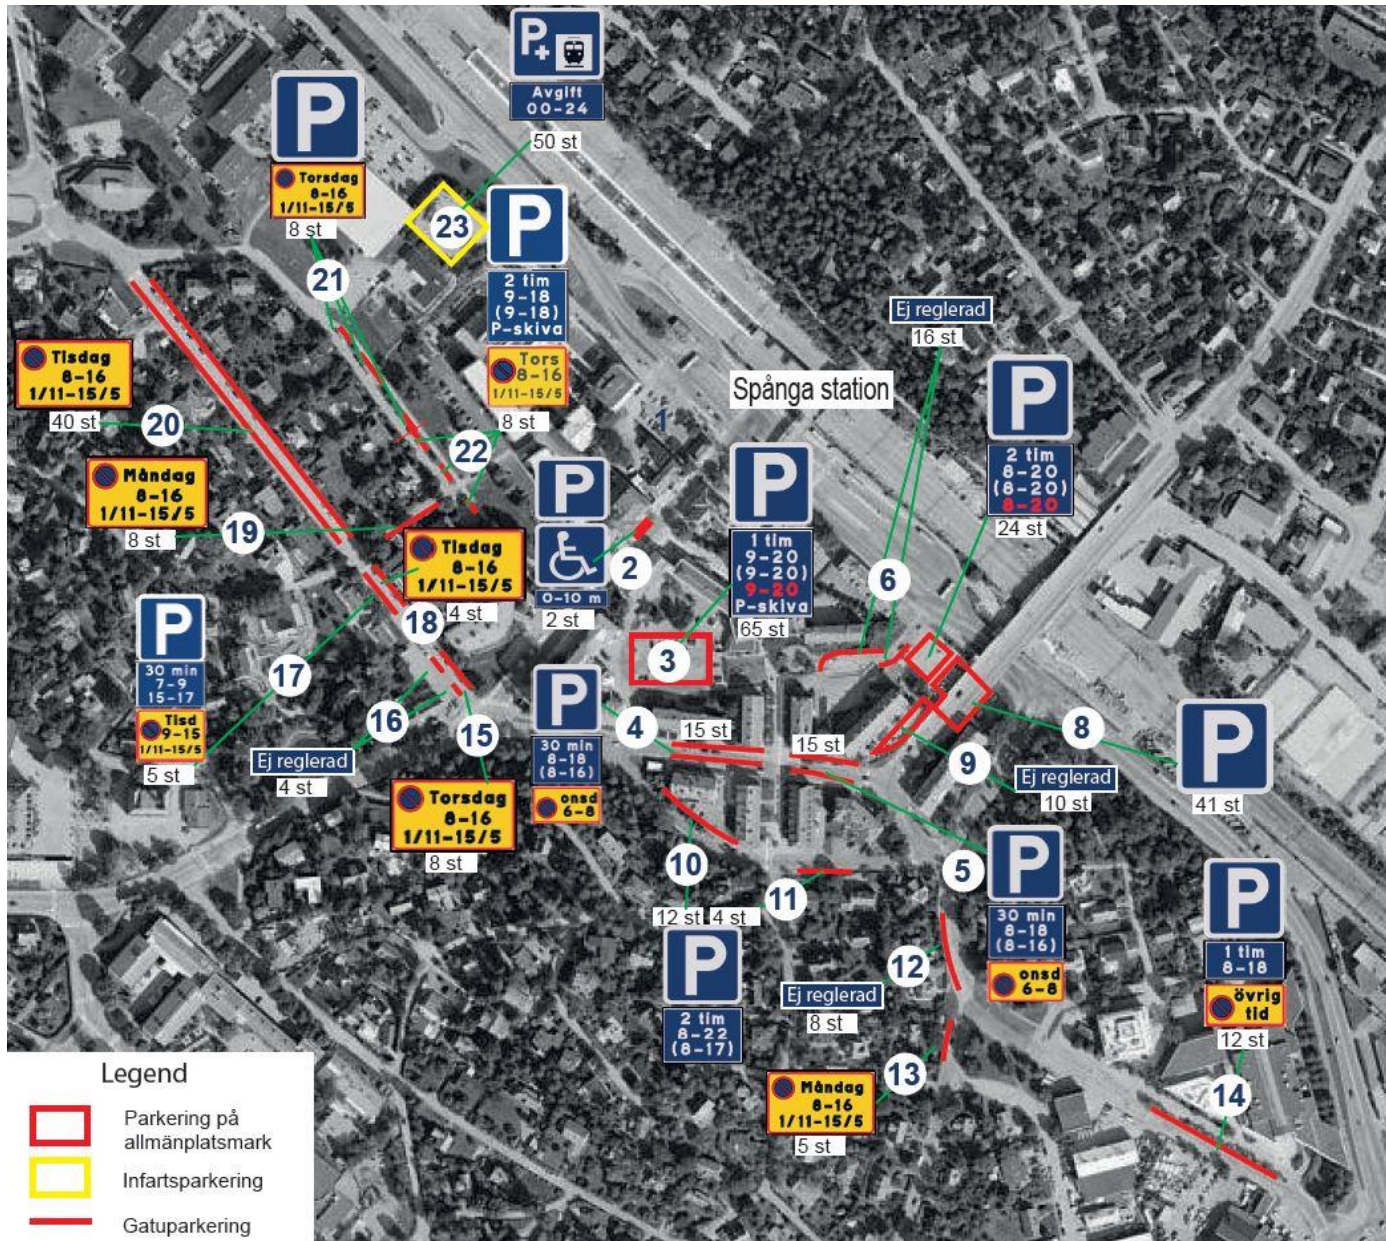 P+
Avgift
00-24
50 st
P
Torsdag
8-16
1/11-15/5
8 st
21
23
P
2 tim
9-18
(9-18)
P-skiva
Tors
8-16
1/11-15/5
8 st
22
Tisdag
8-16
1/11-15/5
40 st
20
Måndag
8-16
1/11-15/5
8 st
19
1
Spånga station
Ej reglerad
16 st
6
P
2 tim
8-20
(8-20)
8-20
24 st
P
0-10 m
2 st
2
P
1 tim
9-20
(9-20)
9-20
P-skiva
65 st
3
Tisdag
8-16
1/11-15/5
4 st
18
17
P
30 min
7-9
15-17
Tisd
9-15
1/11-15/5
5 st
16
Ej reglerad
4 st
15
Torsdag
8-16
1/11-15/5
8 st
P
30 min
8-18
(8-16)
onsd
6-8
4
15 st
15 st
8
P
41 st
9
Ej reglerad
10 st
5
P
30 min
8-18
(8-16)
onsd
6-8
10
12 st
P
2 tim
8-22
(8-17)
11
4 st
12
Ej reglerad
8 st
13
Måndag
8-16
1/11-15/5
5 st
P
1 tim
8-18
övrig
tid
12 st
14
Legend
Parkering på
allmänplatsmark
Infartsparkering
Gatuparkering